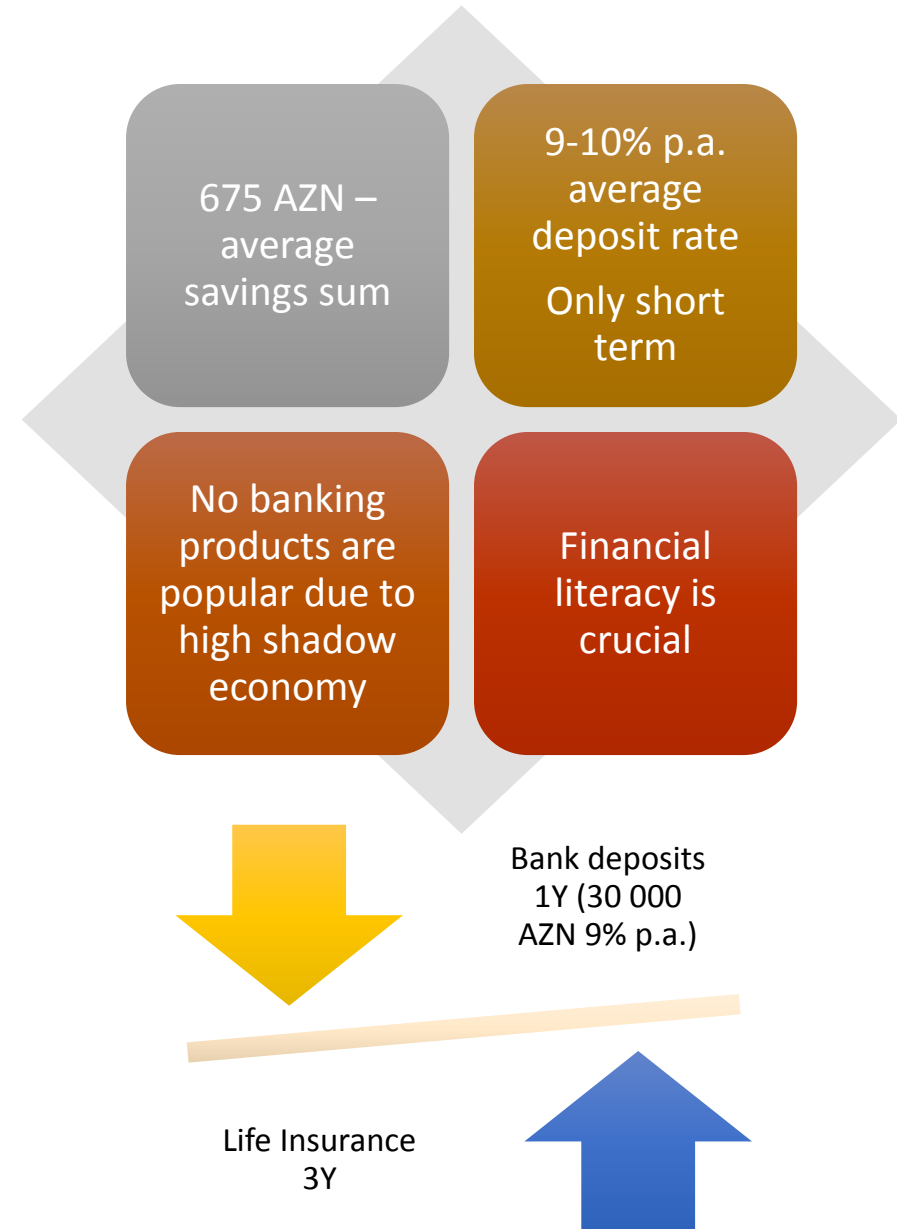 675 AZN –
average
savings sum
9-10% p.a.
average
deposit rate
Only short
term
No banking
products are
popular due to
high shadow
economy
Financial
literacy is
crucial
Bank deposits
1Y (30 000
AZN 9% p.a.)
Life Insurance
3Y